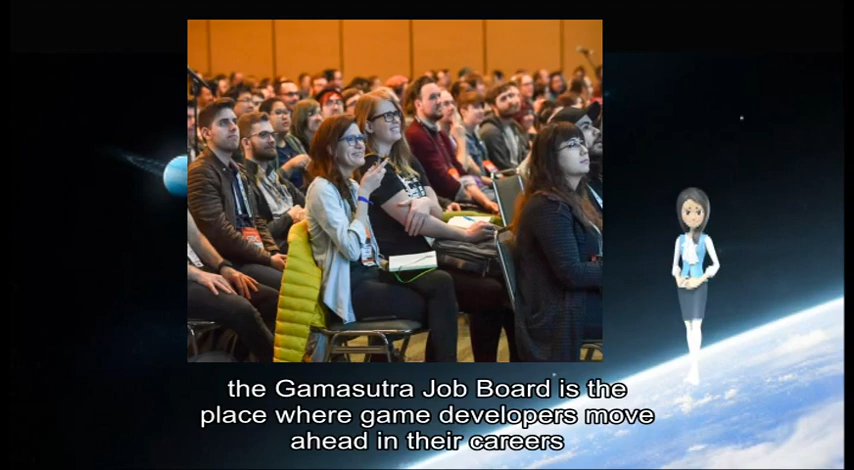 the Gamasutra Job Board is the
place where game developers move
ahead in their careers